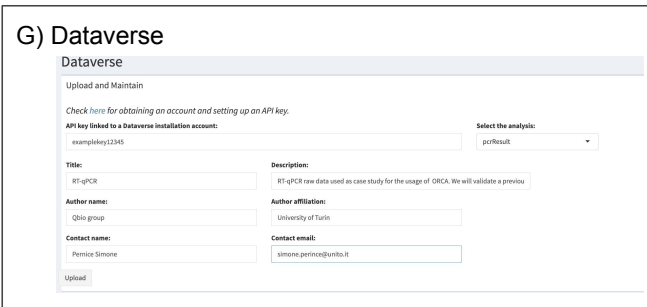 G) Dataverse
Dataverse
Upload and Maintain
Check here for obtaining an account and setting up an API key.
API key linked to a Dataverse installation account: Select the analysis:
examplekey12345 pcrResult
Title: Description:
RT-qPCR RT-qPCR raw data used as case study for the usage of ORCA. We will validate a previou
Author name: Author affiliation:
Qbio group University of Turin
Contact name: Contact email:
Pernice Simone simone.perince@unito.it
Upload